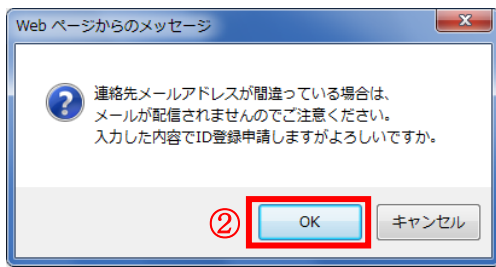 Web ページからのメッセージ
連絡先メールアドレスが間違っている場合は、
メールが配信されませんのでご注意ください。
入力した内容でID登録申請しますがよろしいですか。
② OK キャンセル